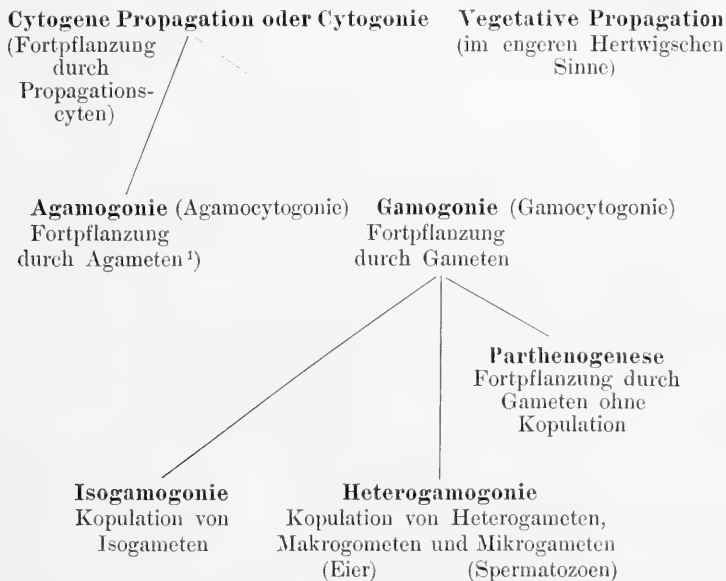 Cytogene Propagation oder Cytogonie
(Fortpflanzung
durch
Propagations-
cyten)
Vegetative Propagation
(im engeren Hertwigschen
Sinne)
Agamogonie (Agamocytogonie)
Fortpflanzung
durch Agameten¹)
Gamogonie (Gamocytogonie)
Fortpflanzung
durch Gameten
Parthenogenese
Fortpflanzung durch
Gameten ohne
Kopulation
Isogamogonie
Kopulation von
Isogameten
Heterogamogonie
Kopulation von Heterogameten,
Makrogometen und Mikrogameten
(Eier) (Spermatozoen)